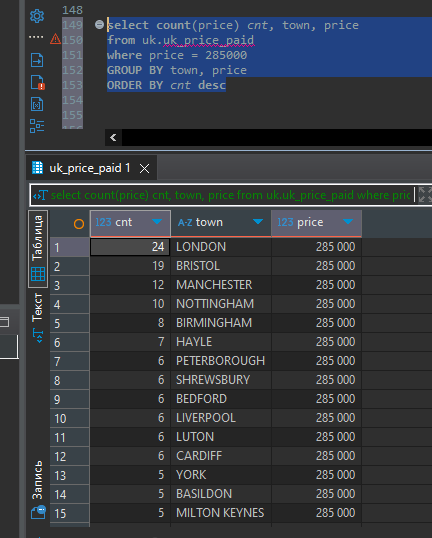 148
149 select count(price) cnt, town, price
150 from uk.uk_price_paid
151 where price = 285000
152 GROUP BY town, price
153 ORDER BY cnt desc
154
155
uk_price_paid 1
select count(price) cnt, town, price from uk.uk_price_paid where pric
Таблица
Текст
Запись
123 cnt A-Z town 123 price
1 24 LONDON 285 000
2 19 BRISTOL 285 000
3 12 MANCHESTER 285 000
4 10 NOTTINGHAM 285 000
5 8 BIRMINGHAM 285 000
6 7 HAYLE 285 000
7 6 PETERBOROUGH 285 000
8 6 SHREWSBURY 285 000
9 6 BEDFORD 285 000
10 6 LIVERPOOL 285 000
11 6 LUTON 285 000
12 6 CARDIFF 285 000
13 5 YORK 285 000
14 5 BASILDON 285 000
15 5 MILTON KEYNES 285 000